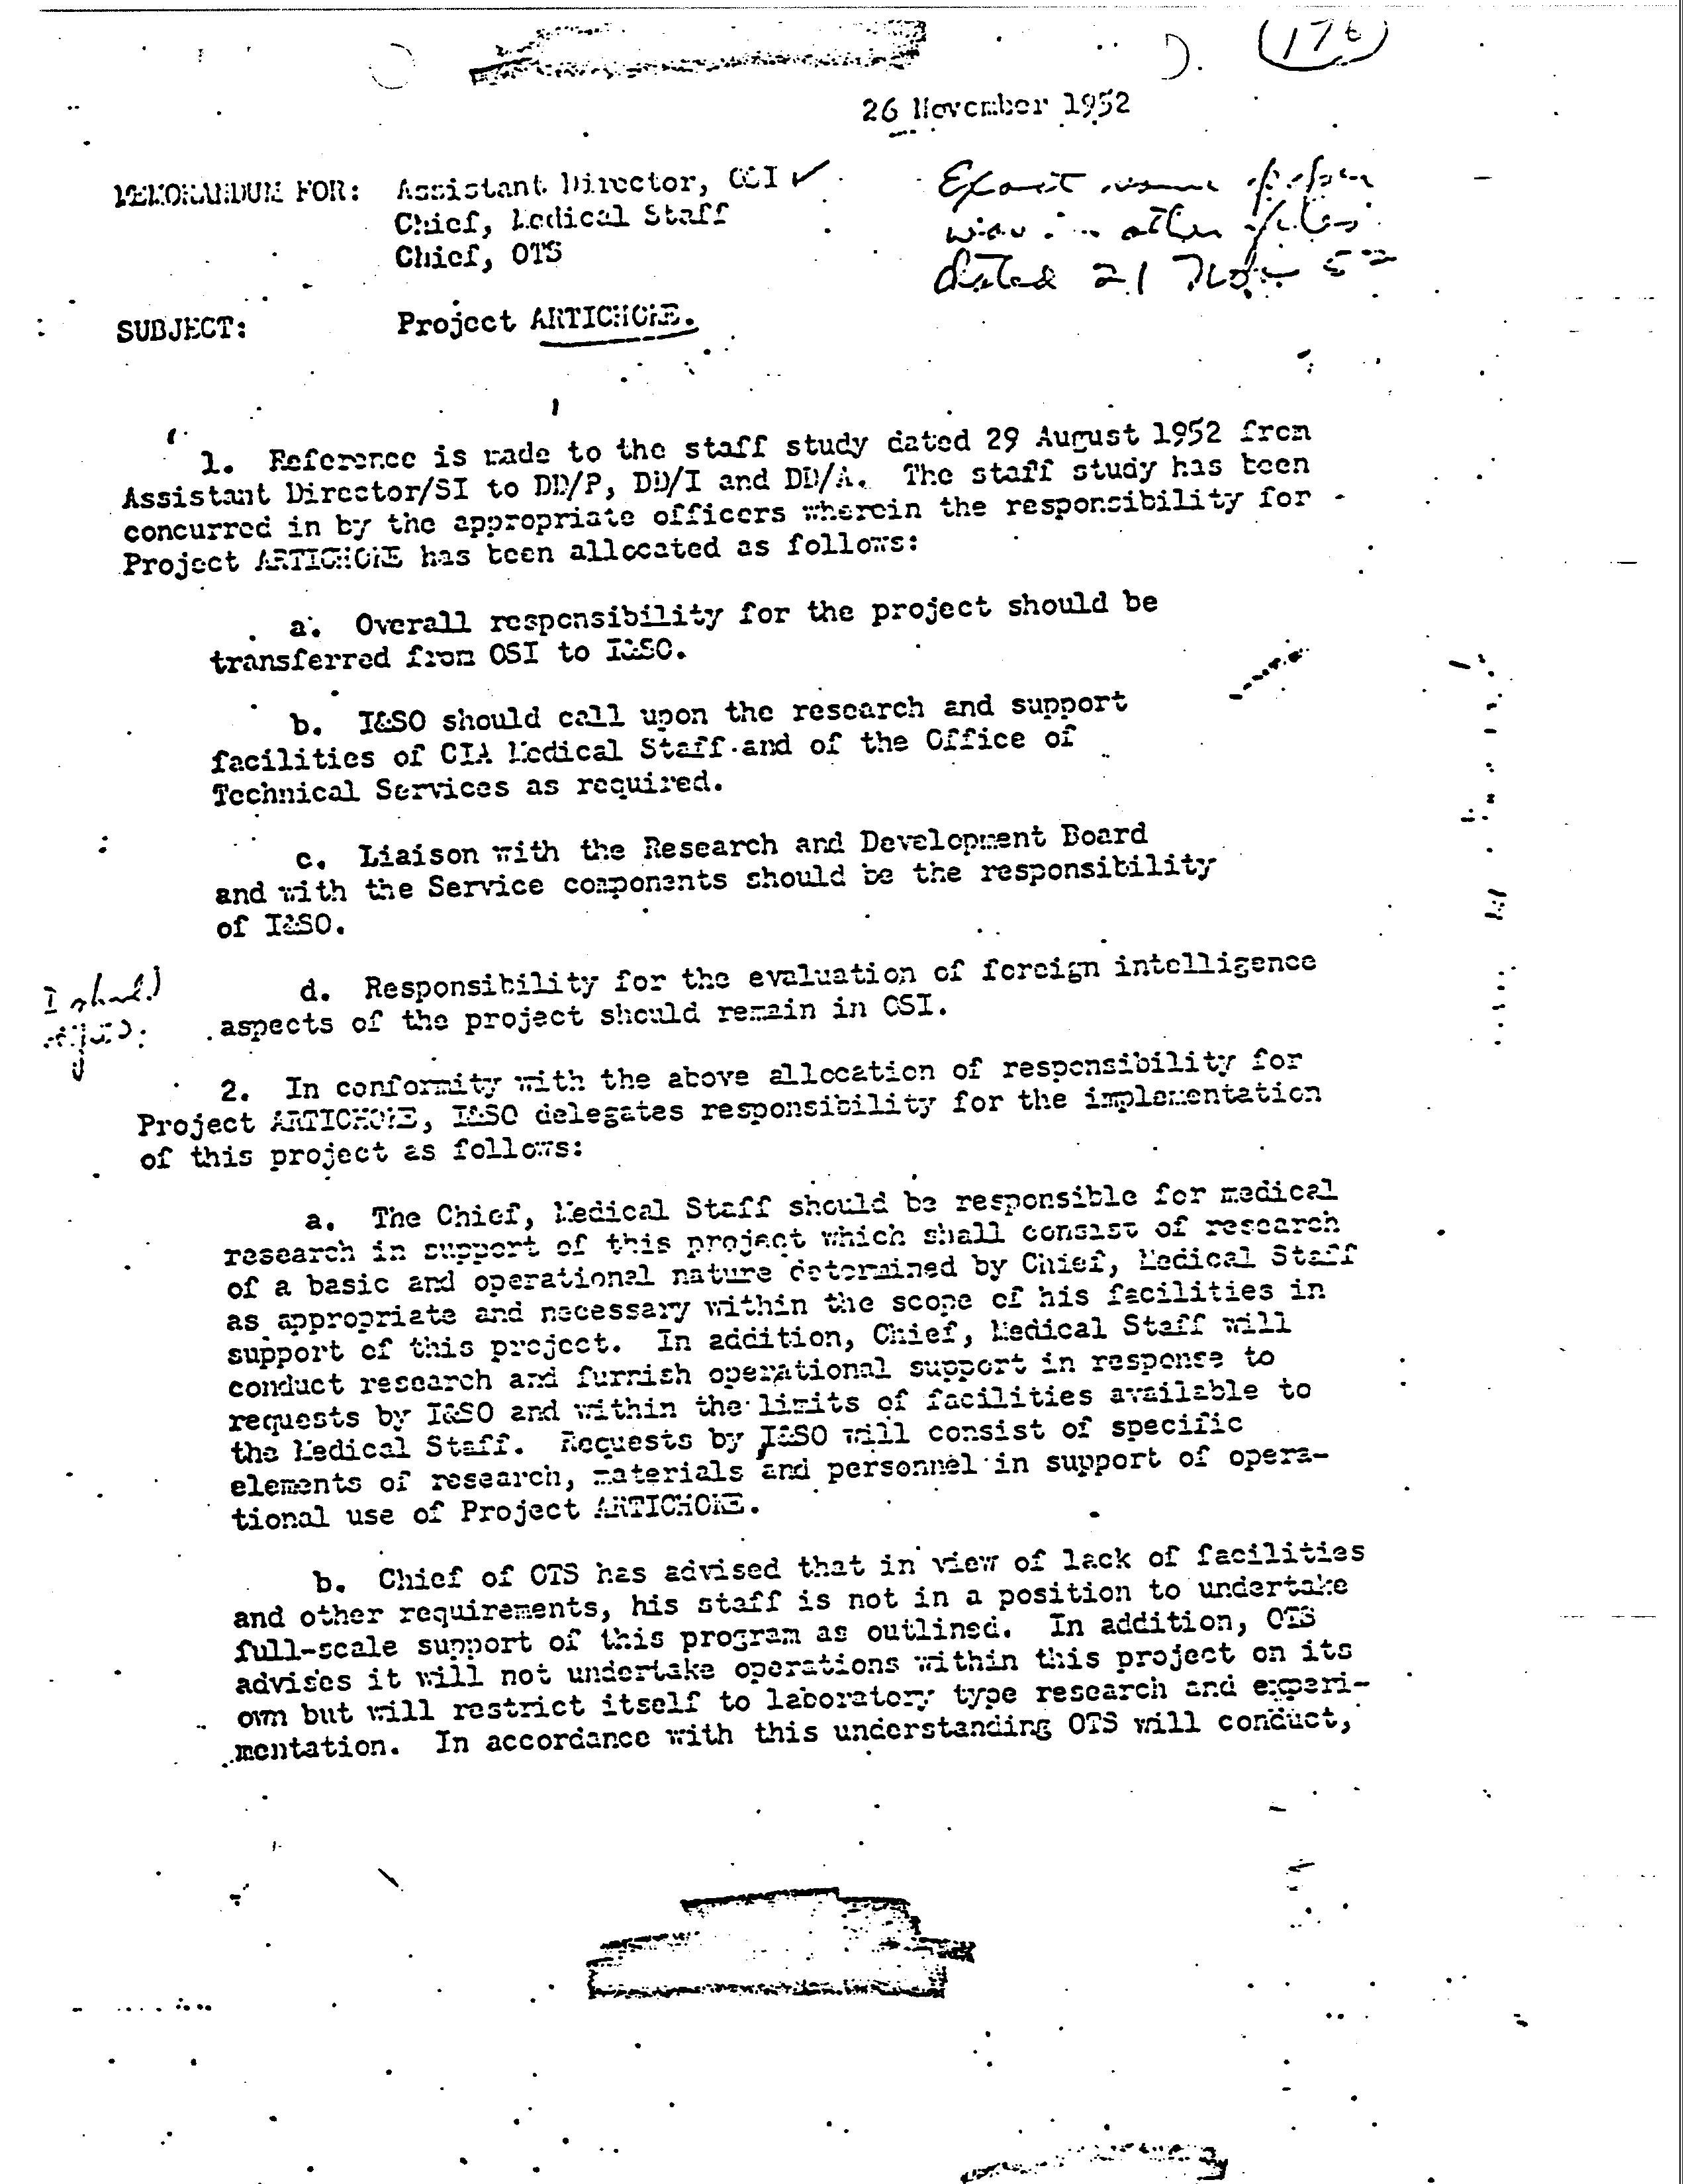 (176)
26 November 1952
MEMORANDUM FOR: Assistant Director, OSI ✓
Chief, Medical Staff
Chief, OTS
Exact same
was in other files
dated 21 Nov 52
SUBJECT: Project ARTICHOKE.
1. Reference is made to the staff study dated 29 August 1952 from
Assistant Director/SI to DD/P, DD/I and DD/A. The staff study has been
concurred in by the appropriate officers wherein the responsibility for
Project ARTICHOKE has been allocated as follows:
a. Overall responsibility for the project should be
transferred from OSI to I&SO.
b. I&SO should call upon the research and support
facilities of CIA Medical Staff and of the Office of
Technical Services as required.
c. Liaison with the Research and Development Board
and with the Service components should be the responsibility
of I&SO.
I shall
d. Responsibility for the evaluation of foreign intelligence
aspects of the project should remain in OSI.
2. In conformity with the above allocation of responsibility for
Project ARTICHOKE, I&SO delegates responsibility for the implementation
of this project as follows:
a. The Chief, Medical Staff should be responsible for medical
research in support of this project which shall consist of research
of a basic and operational nature determined by Chief, Medical Staff
as appropriate and necessary within the scope of his facilities in
support of this project. In addition, Chief, Medical Staff will
conduct research and furnish operational support in response to
requests by I&SO and within the limits of facilities available to
the Medical Staff. Requests by I&SO will consist of specific
elements of research, materials and personnel in support of opera-
tional use of Project ARTICHOKE.
b. Chief of OTS has advised that in view of lack of facilities
and other requirements, his staff is not in a position to undertake
full-scale support of this program as outlined. In addition, OTS
advises it will not undertake operations within this project on its
own but will restrict itself to laboratory type research and experi-
mentation. In accordance with this understanding OTS will conduct,